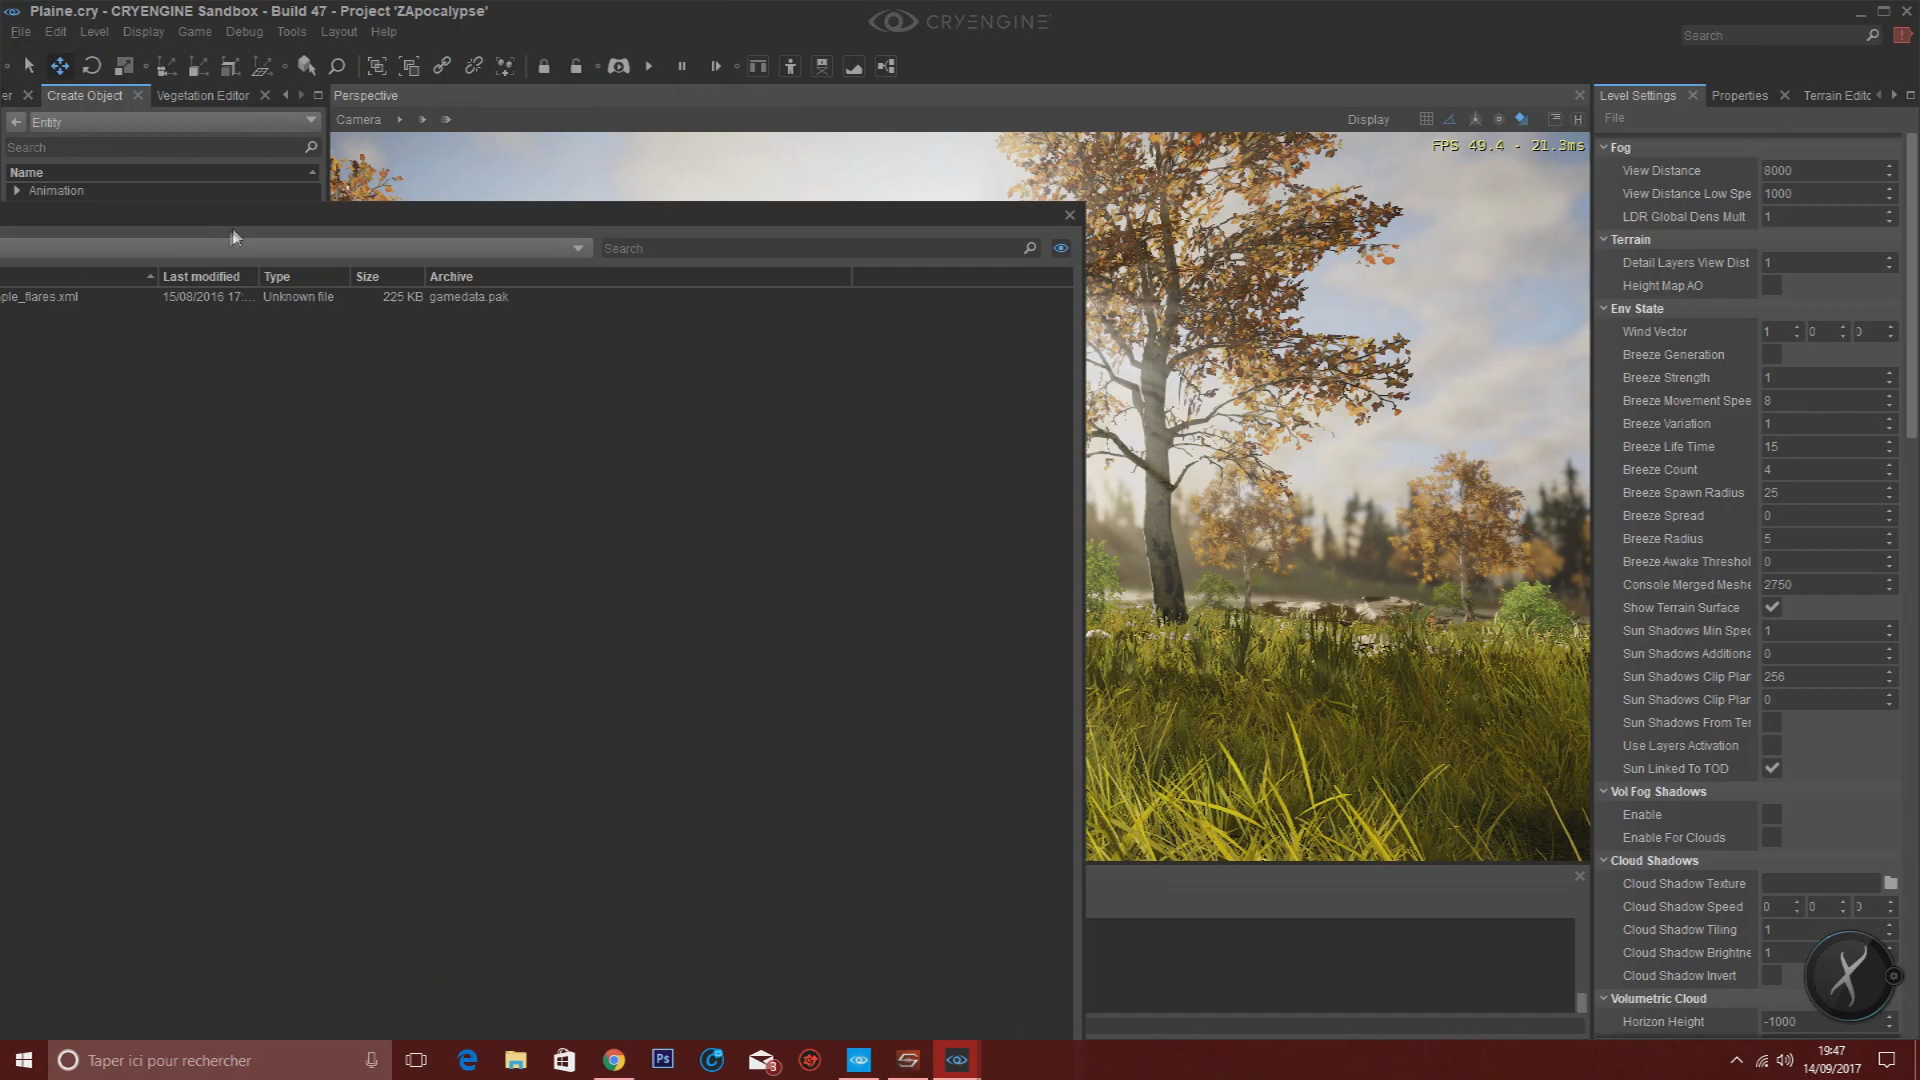 Plaine.cry - CRYENGINE Sandbox - Build 47 - Project 'ZApocalypse'
CRYENGINE
File Edit Level Display Game Debug Tools Layout Help
Search
er Create Object Vegetation Editor
Perspective
Level Settings Properties Terrain Edito
Entity
Camera
Display
H
File
Search
FPS 49.4 - 21.3ms
Name
Animation
Search
Last modified Type Size Archive
ple_flares.xml 15/08/2016 17:... Unknown file 225 KB gamedata.pak
Fog
View Distance 8000
View Distance Low Spe 1000
LDR Global Dens Mult 1
Terrain
Detail Layers View Dist 1
Height Map AO
Env State
Wind Vector 1 0 0
Breeze Generation
Breeze Strength 1
Breeze Movement Spee 8
Breeze Variation 1
Breeze Life Time 15
Breeze Count 4
Breeze Spawn Radius 25
Breeze Spread 0
Breeze Radius 5
Breeze Awake Threshol 0
Console Merged Meshe 2750
Show Terrain Surface
Sun Shadows Min Spec 1
Sun Shadows Additiona 0
Sun Shadows Clip Plar 256
Sun Shadows Clip Plar 0
Sun Shadows From Ter
Use Layers Activation
Sun Linked To TOD
Vol Fog Shadows
Enable
Enable For Clouds
Cloud Shadows
Cloud Shadow Texture
Cloud Shadow Speed 0 0 0
Cloud Shadow Tiling 1
Cloud Shadow Brightne 1
Cloud Shadow Invert
Volumetric Cloud
Horizon Height -1000
Taper ici pour rechercher
Ps
3
19:47
14/09/2017